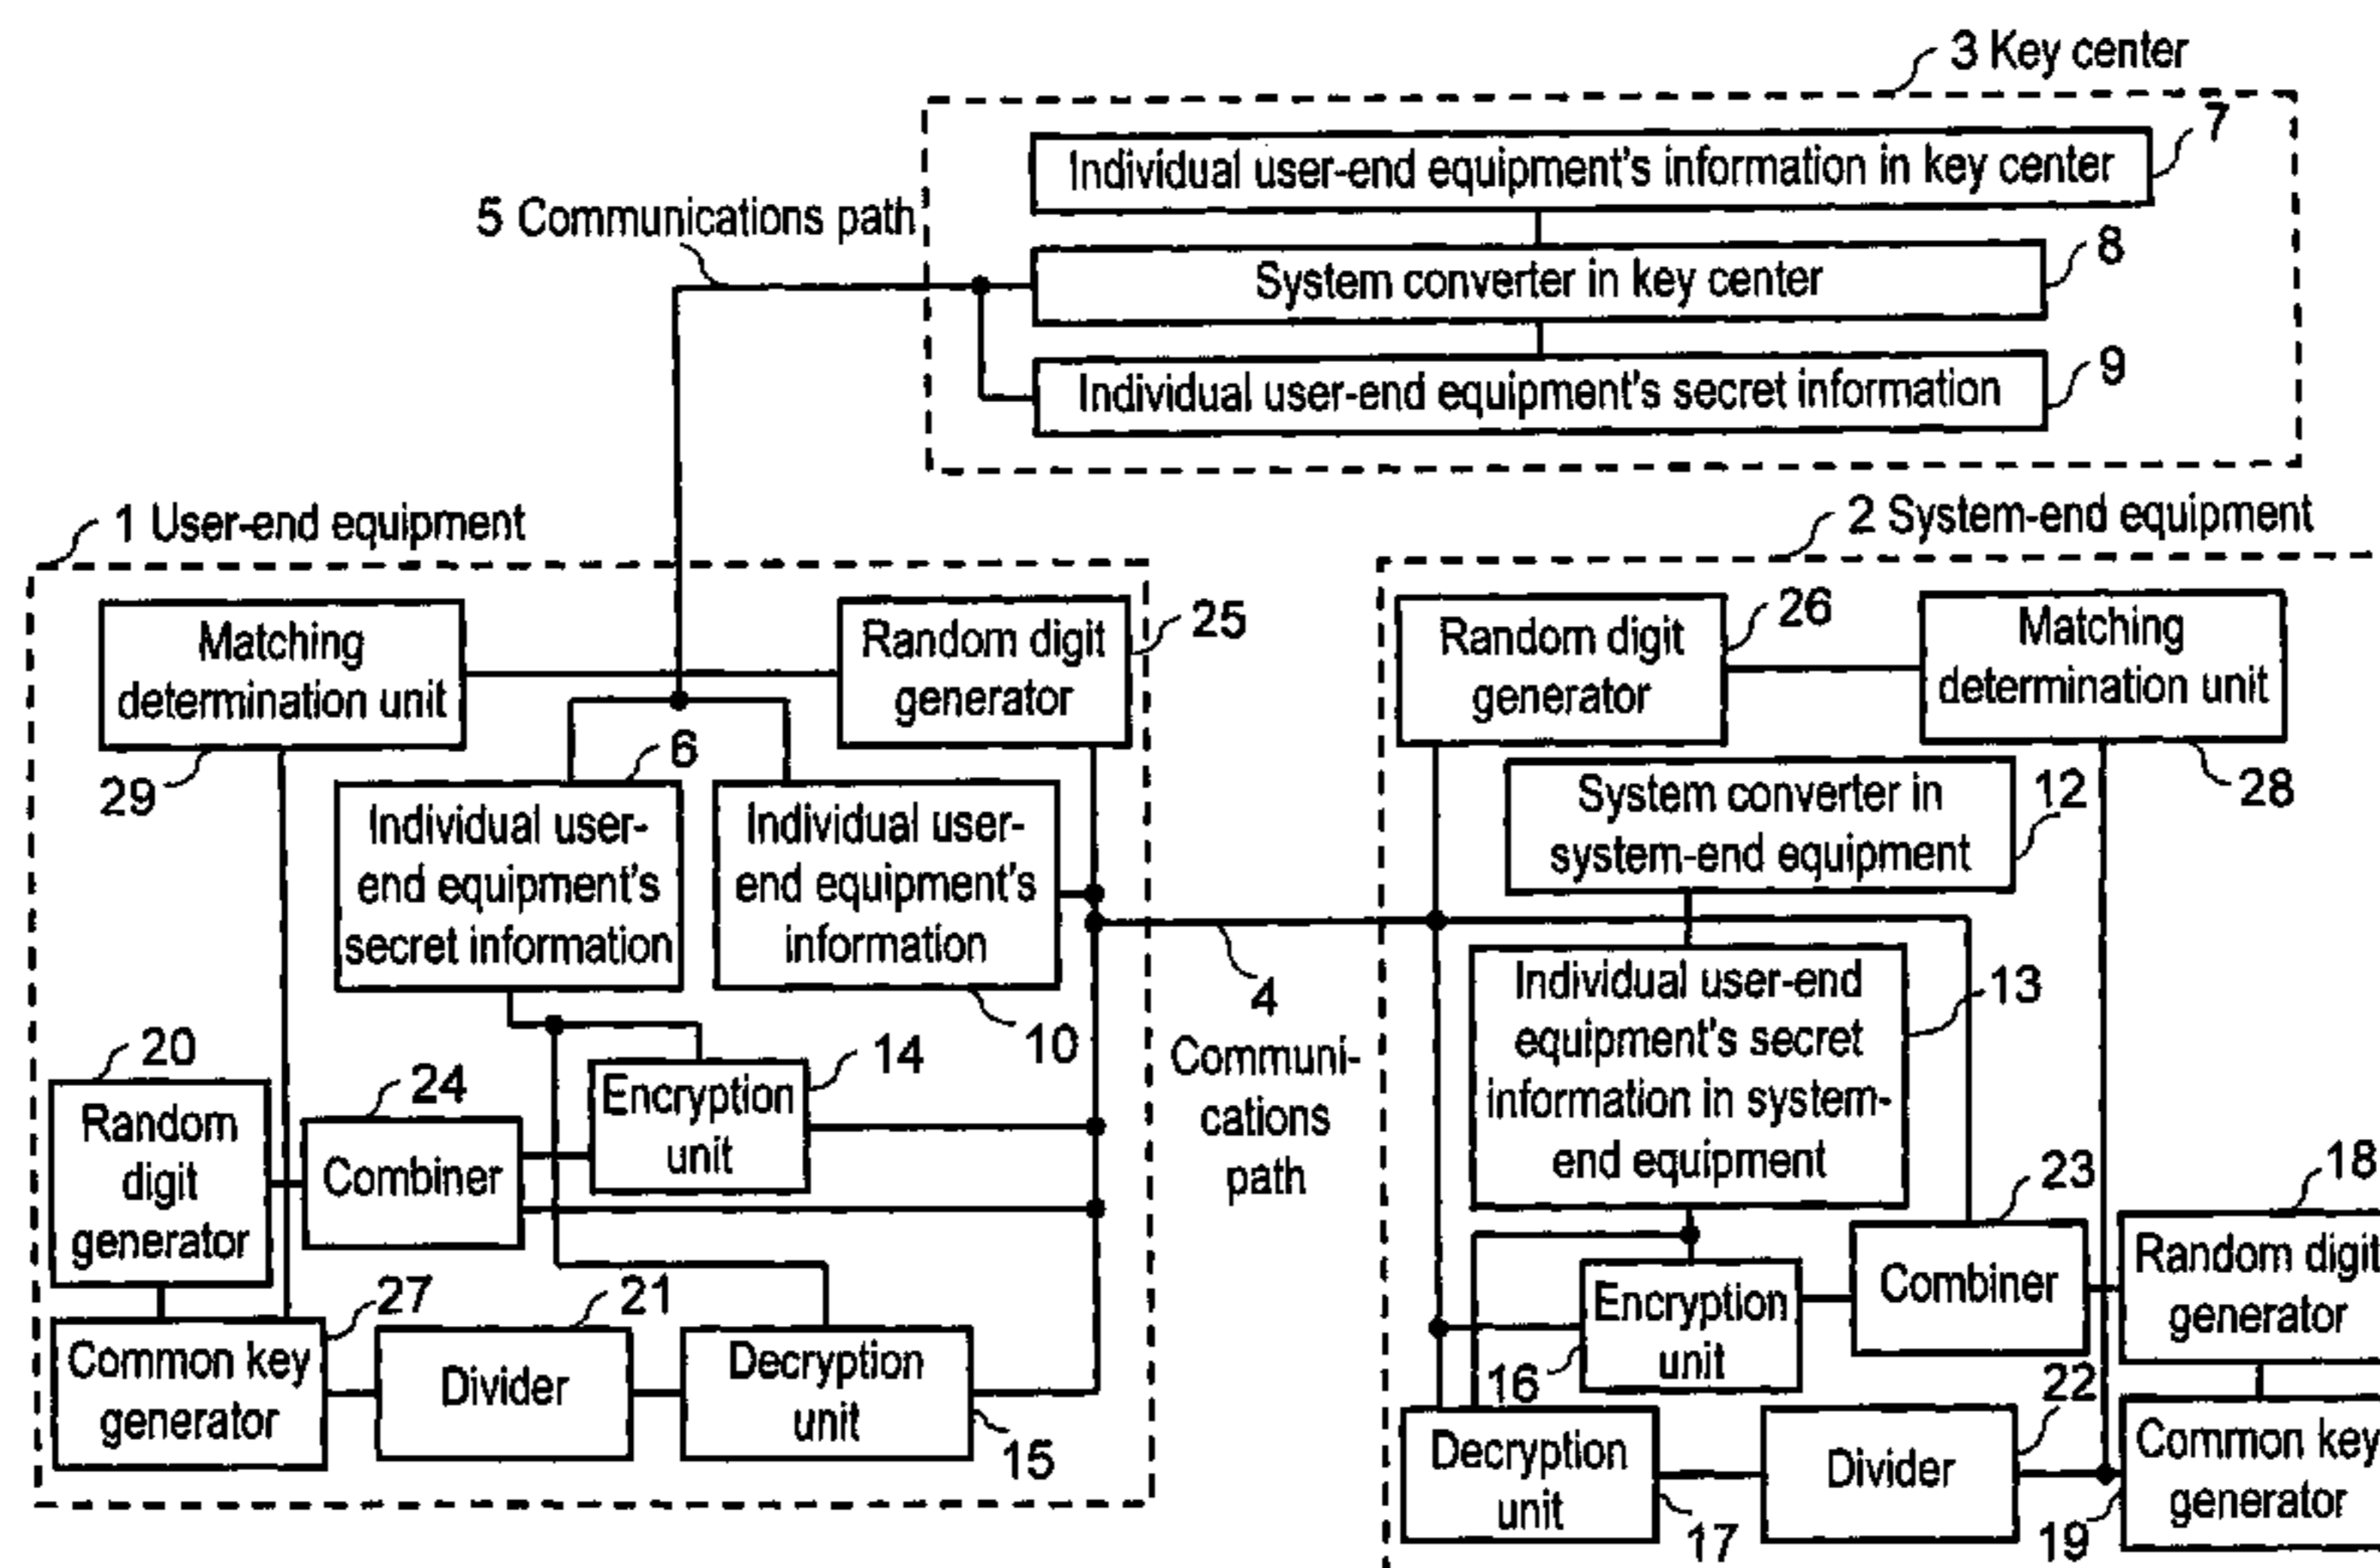 3 Key center
7
Individual user-end equipment's information in key center
5 Communications path
8
System converter in key center
9
Individual user-end equipment's secret information
1 User-end equipment
2 System-end equipment
Matching
determination unit
29
Random digit
generator
25
6
Individual user-
end equipment's
secret information
Individual user-
end equipment's
information
10
20
Random
digit
generator
24
Combiner
14
Encryption
unit
27
Common key
generator
21
Divider
Decryption
unit
15
4
Communi-
cations
path
Random digit
generator
26
Matching
determination unit
28
System converter in
system-end equipment
12
Individual user-end
equipment's secret
information in system-
end equipment
13
23
Combiner
18
Random digit
generator
Encryption
unit
16
Decryption
unit
17
22
Divider
Common key
generator
19